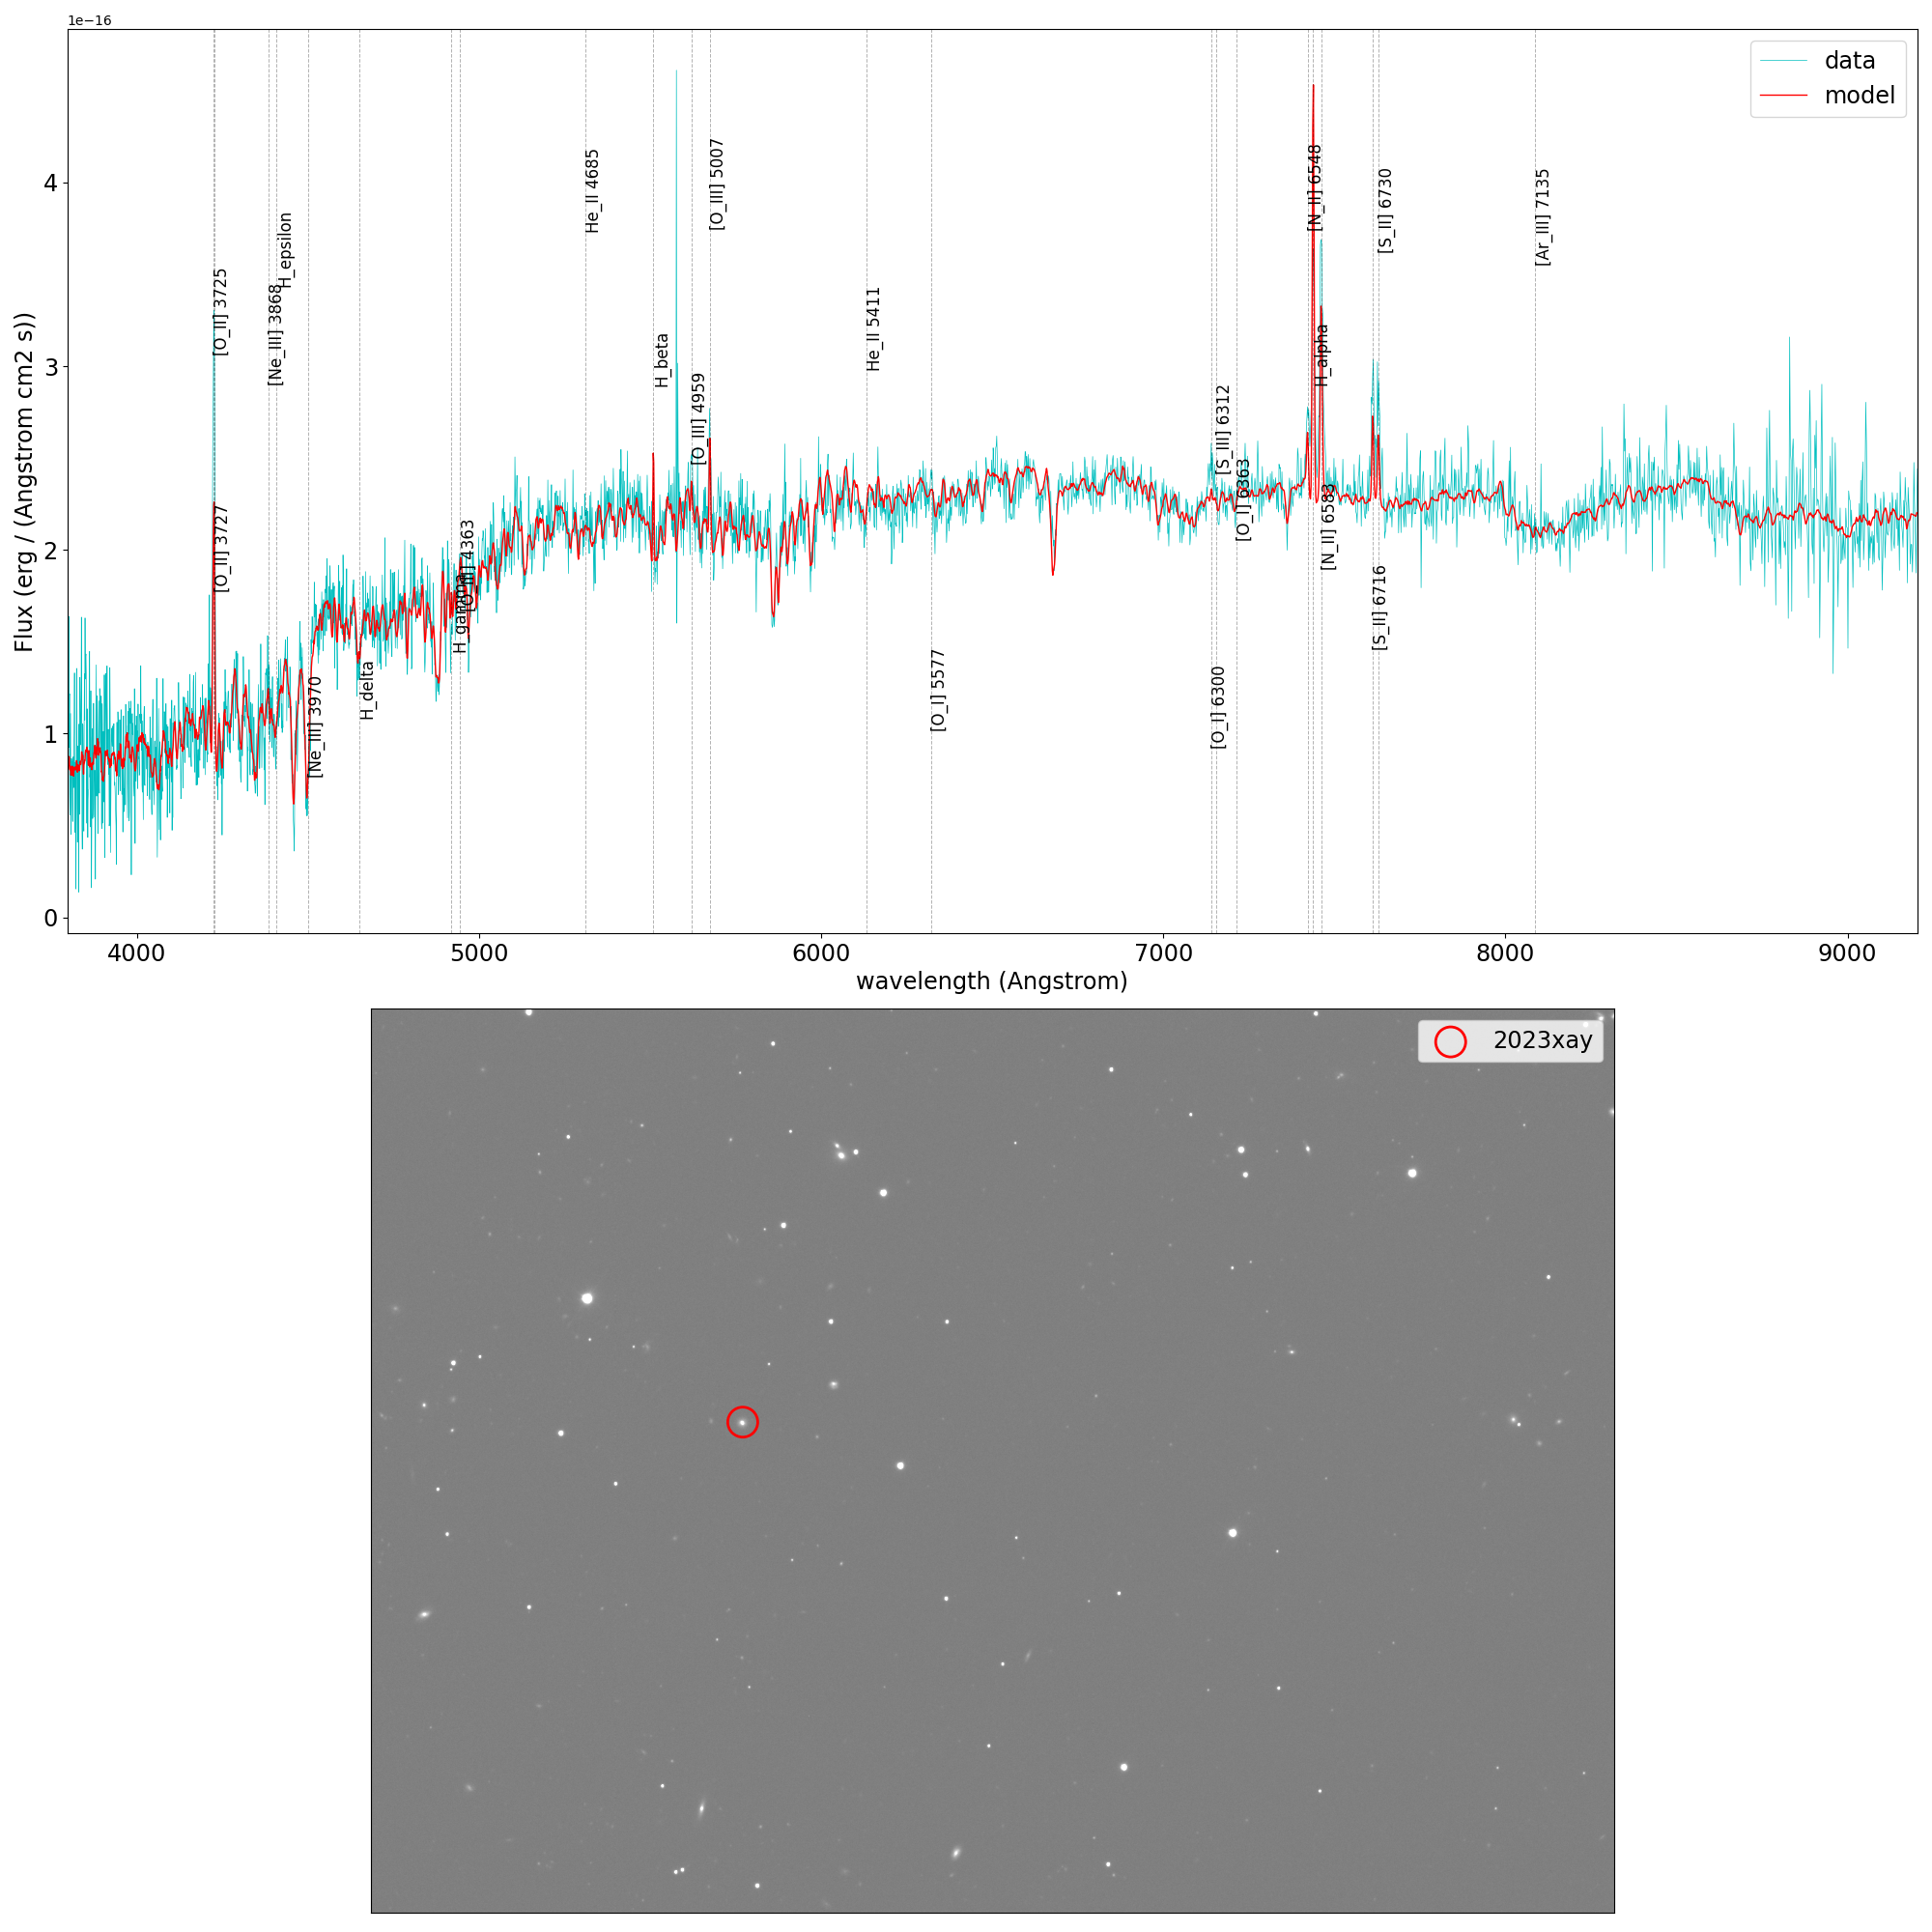 1e−16
data
model
[O_II] 3725
[O_II] 3727
[Ne_III] 3868
H_epsilon
[Ne_III] 3970
H_delta
[O_III] 4363
He_II 4685
H_beta
[O_III] 4959
[O_III] 5007
He_II 5411
[O_I] 5577
[O_I] 6300
[S_III] 6312
[O_I] 6363
[N_II] 6548
H_alpha
[N_II] 6583
[S_II] 6716
[S_II] 6730
[Ar_III] 7135
Flux (erg / (Angstrom cm2 s))
4
3
2
1
0
4000 5000 6000 7000 8000 9000
wavelength (Angstrom)
2023xay